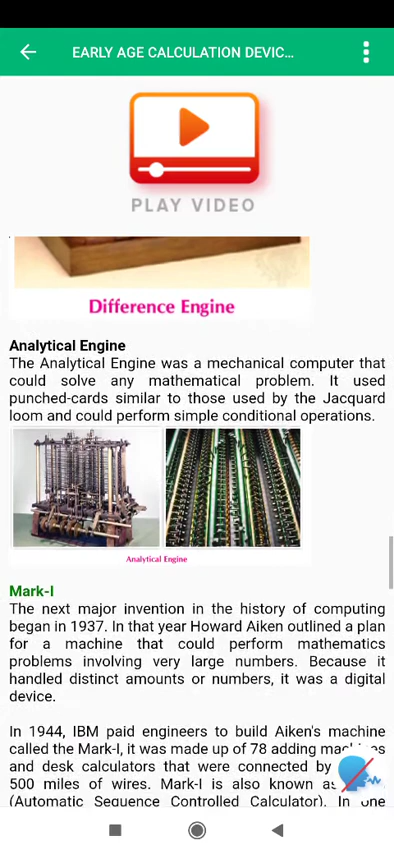 EARLY AGE CALCULATION DEVIC...
PLAY VIDEO
Difference Engine
Analytical Engine
The Analytical Engine was a mechanical computer that
could solve any mathematical problem. It used
punched-cards similar to those used by the Jacquard
loom and could perform simple conditional operations.
Analytical Engine
Mark-I
The next major invention in the history of computing
began in 1937. In that year Howard Aiken outlined a plan
for a machine that could perform mathematics
problems involving very large numbers. Because it
handled distinct amounts or numbers, it was a digital
device.
In 1944, IBM paid engineers to build Aiken's machine
called the Mark-I, it was made up of 78 adding
and desk calculators that were connected by
500 miles of wires. Mark-I is also known as
(Automatic Sequence Controlled Calculator). In one